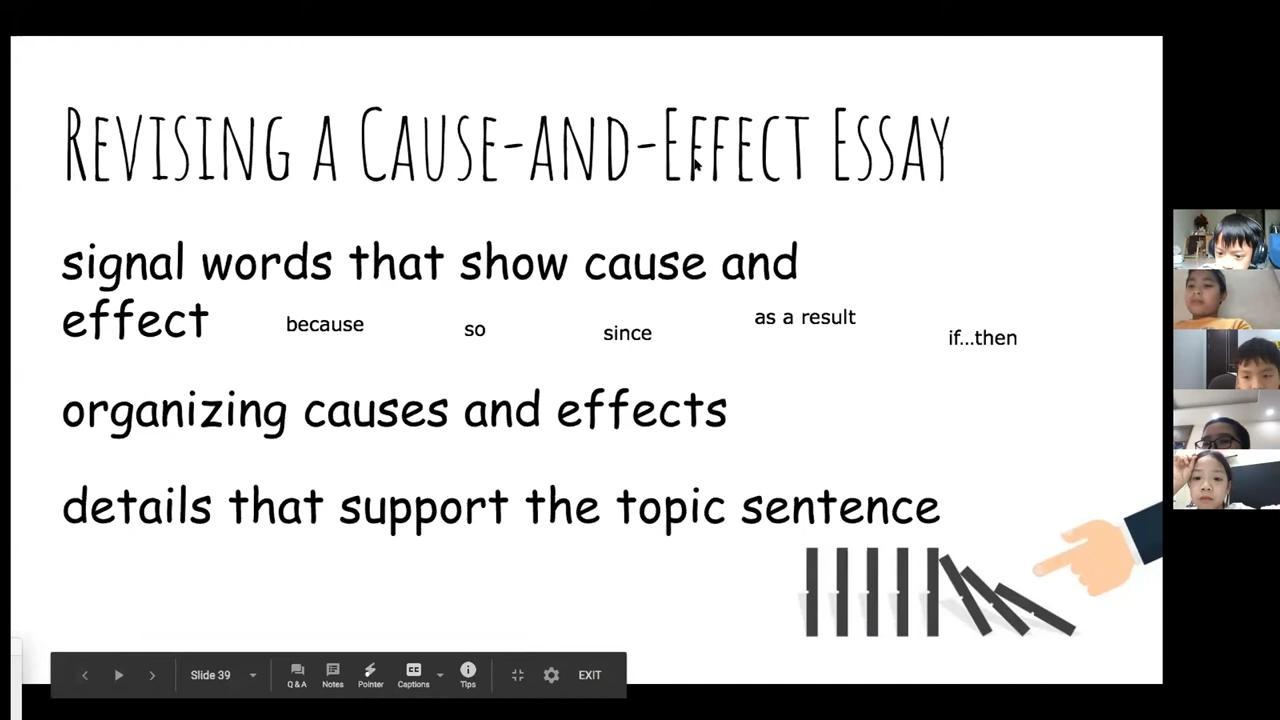 REVISING A CAUSE-AND-EFFECT ESSAY
signal words that show cause and
effect
because
so
since
as a result
if...then
organizing causes and effects
details that support the topic sentence
Slide 39
Q & A
Notes
Pointer
CC
Captions
Tips
EXIT